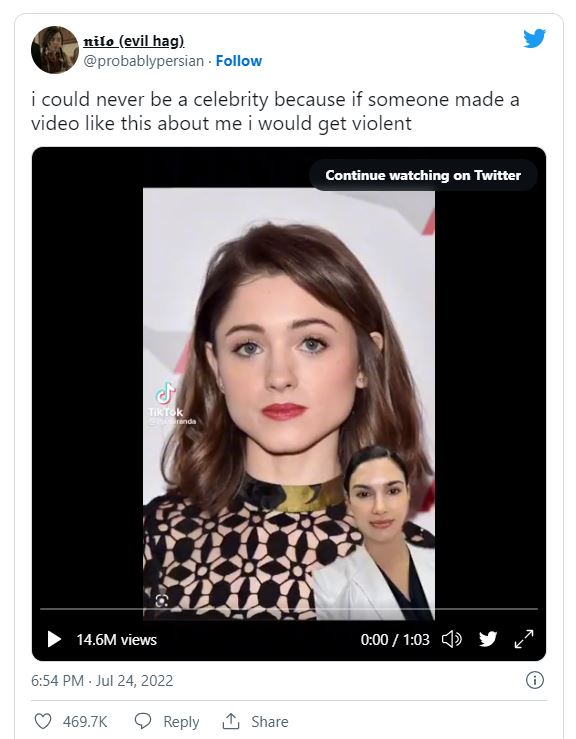 nilo (evil hag)
@probablypersian · Follow
i could never be a celebrity because if someone made a
video like this about me i would get violent
Continue watching on Twitter
TikTok
14.6M views
0:00 / 1:03
6:54 PM · Jul 24, 2022
469.7K
Reply
Share